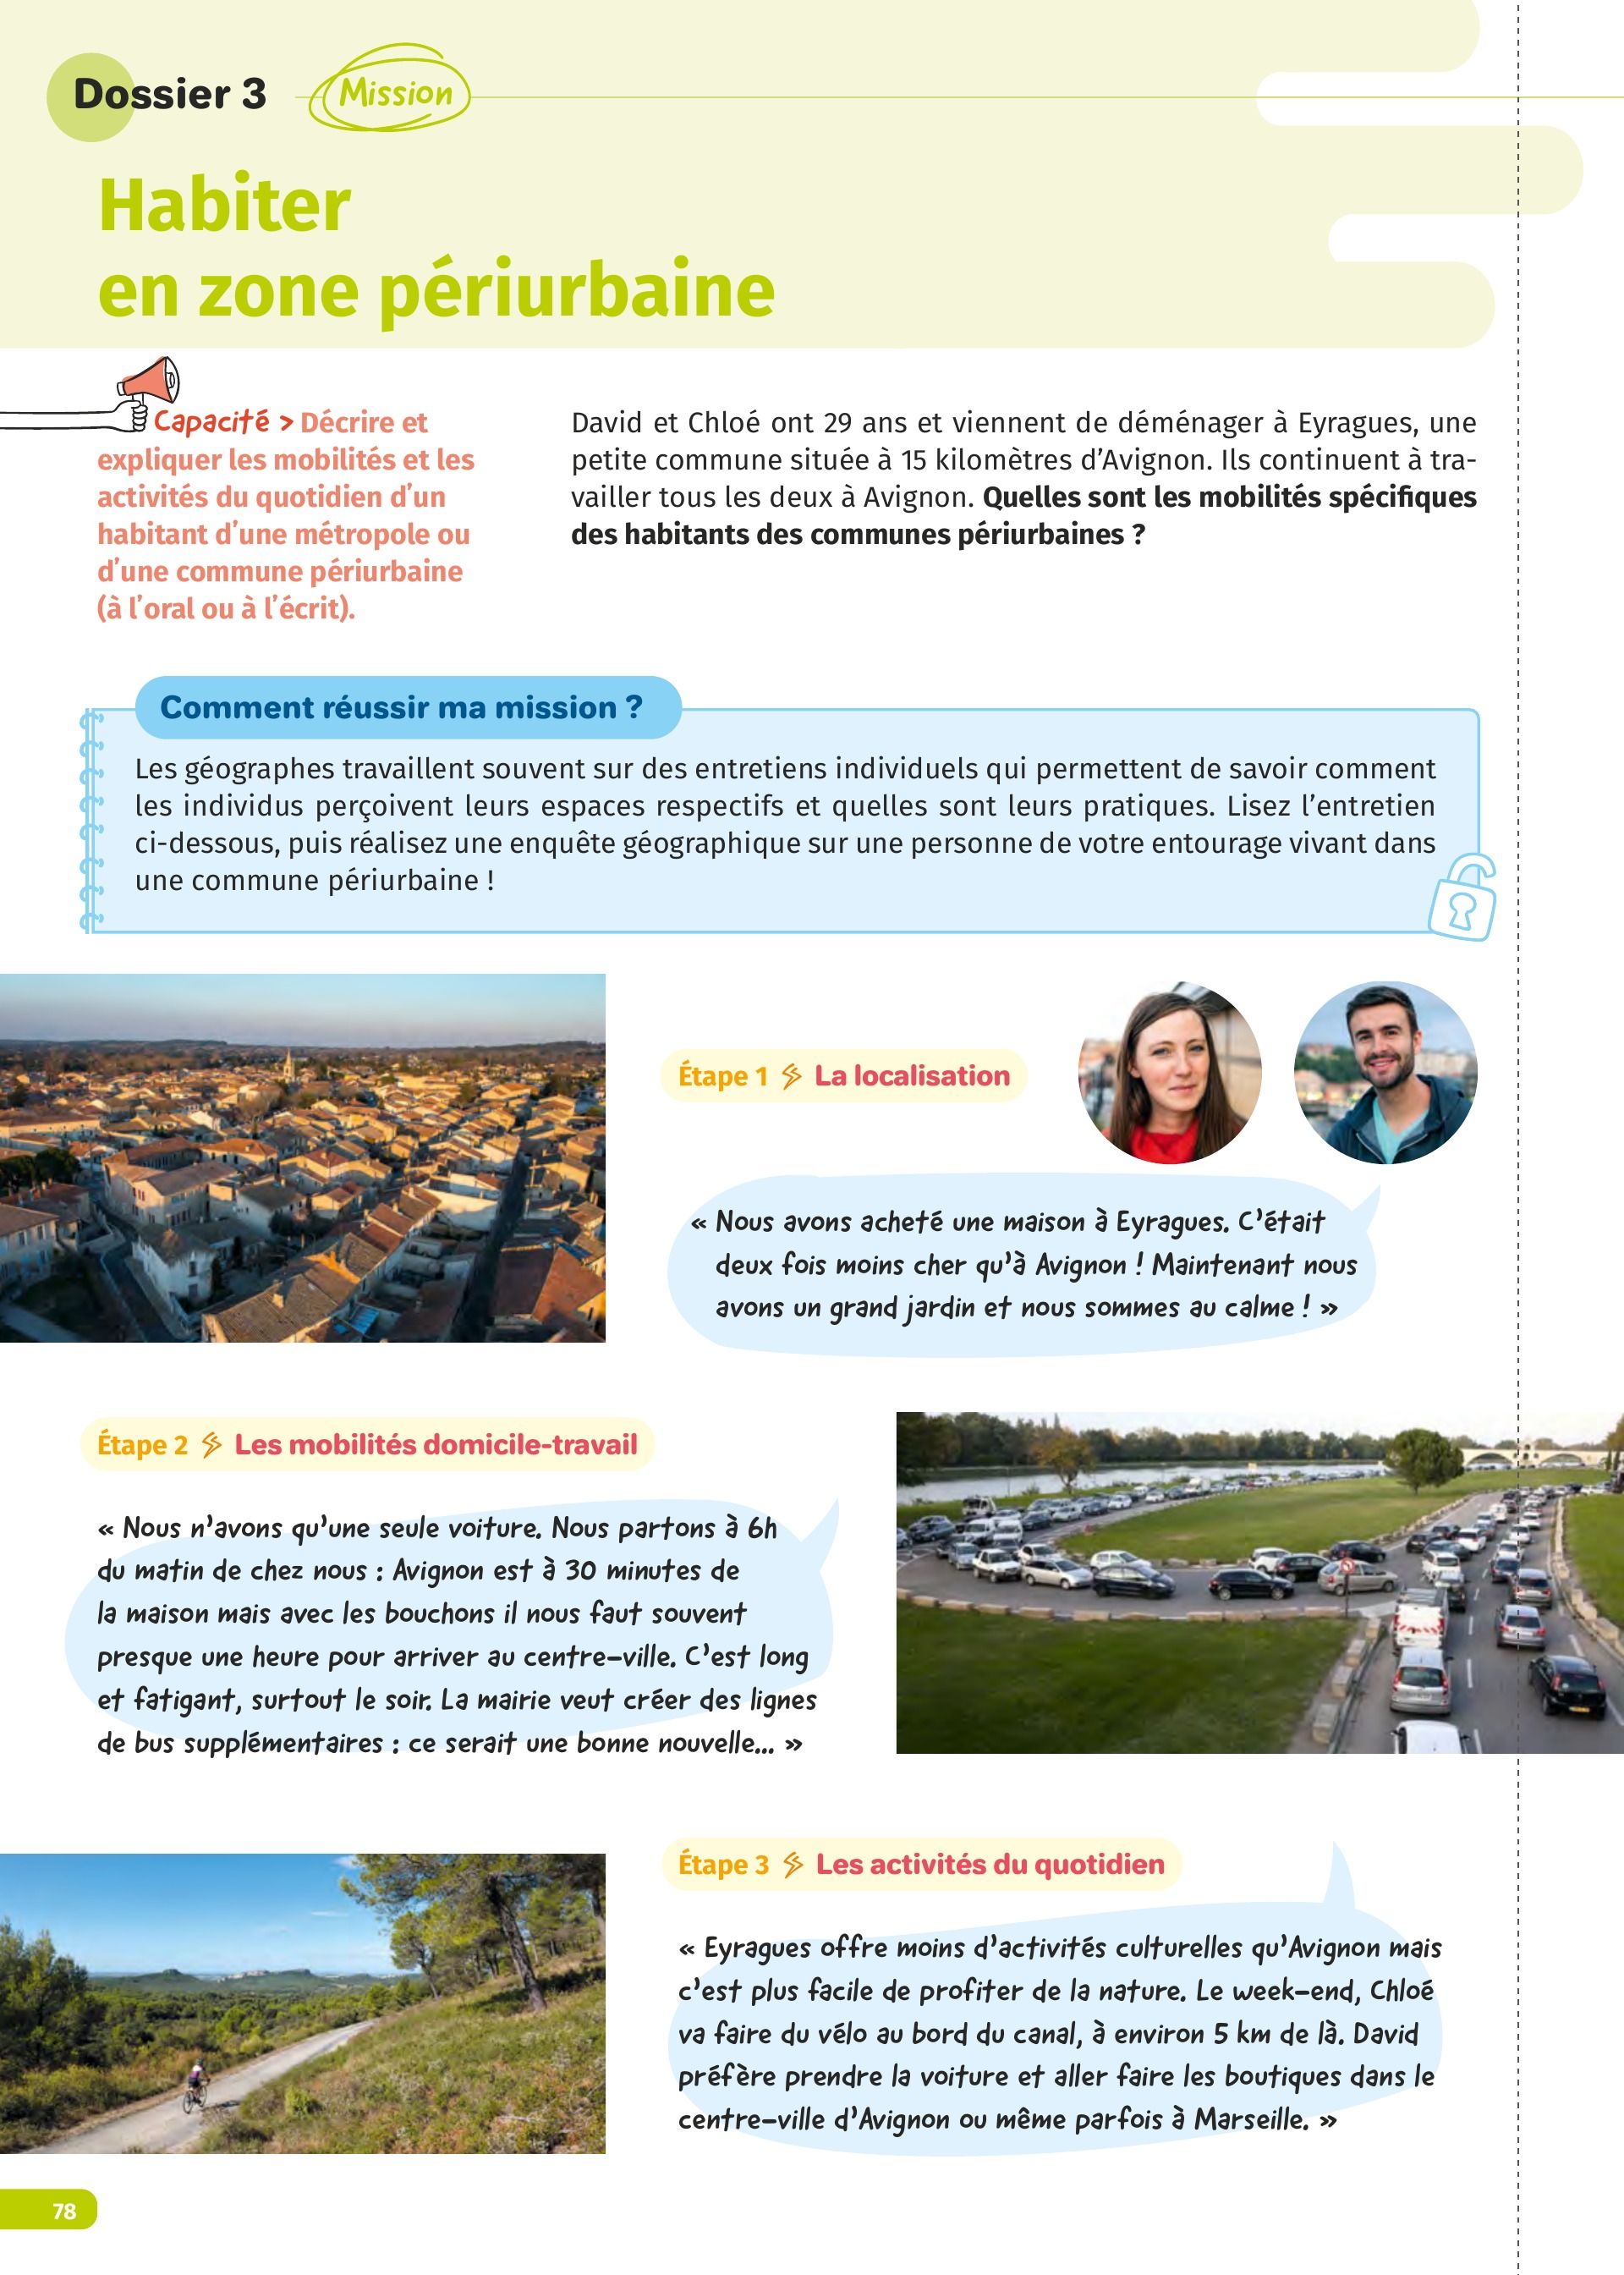 Dossier 3
Mission
Habiter
en zone périurbaine
Capacité > Décrire et
expliquer les mobilités et les
activités du quotidien d'un
habitant d'une métropole ou
d'une commune périurbaine
(à l'oral ou à l'écrit).
David et Chloé ont 29 ans et viennent de déménager à Eyragues, une
petite commune située à 15 kilomètres d'Avignon. Ils continuent à tra-
vailler tous les deux à Avignon. Quelles sont les mobilités spécifiques
des habitants des communes périurbaines ?
Comment réussir ma mission ?
Les géographes travaillent souvent sur des entretiens individuels qui permettent de savoir comment
les individus perçoivent leurs espaces respectifs et quelles sont leurs pratiques. Lisez l'entretien
ci-dessous, puis réalisez une enquête géographique sur une personne de votre entourage vivant dans
une commune périurbaine !
Étape 1 La localisation
« Nous avons acheté une maison à Eyragues. C'était
deux fois moins cher qu'à Avignon ! Maintenant nous
avons un grand jardin et nous sommes au calme ! »
Étape 2 Les mobilités domicile-travail
« Nous n'avons qu'une seule voiture. Nous partons à 6h
du matin de chez nous : Avignon est à 30 minutes de
la maison mais avec les bouchons il nous faut souvent
presque une heure pour arriver au centre-ville. C'est long
et fatigant, surtout le soir. La mairie veut créer des lignes
de bus supplémentaires : ce serait une bonne nouvelle... »
Étape 3 Les activités du quotidien
« Eyragues offre moins d'activités culturelles qu'Avignon mais
c'est plus facile de profiter de la nature. Le week-end, Chloé
va faire du vélo au bord du canal, à environ 5 km de là. David
préfère prendre la voiture et aller faire les boutiques dans le
centre-ville d'Avignon ou même parfois à Marseille. »
78